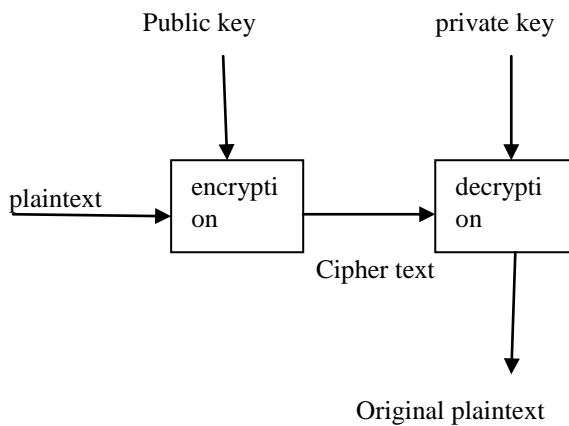 Public key
private key
plaintext
encrypti
on
decrypti
on
Cipher text
Original plaintext